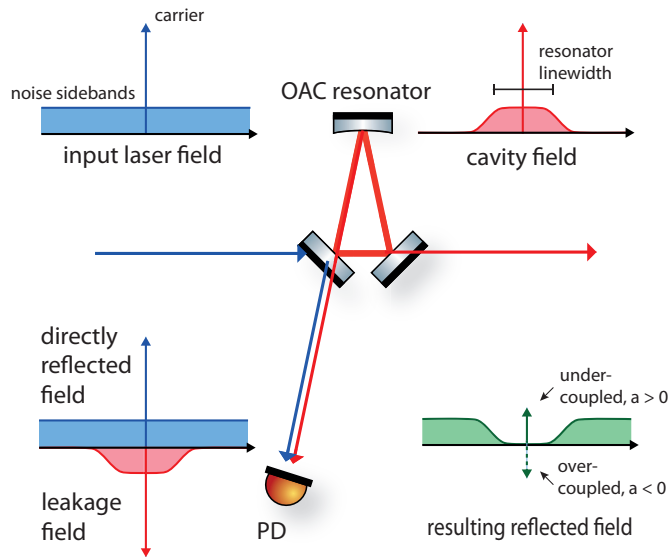 carrier
noise sidebands
input laser field
OAC resonator
resonator
linewidth
cavity field
directly
reflected
field
leakage
field
PD
under-
coupled, a > 0
over-
coupled, a < 0
resulting reflected field